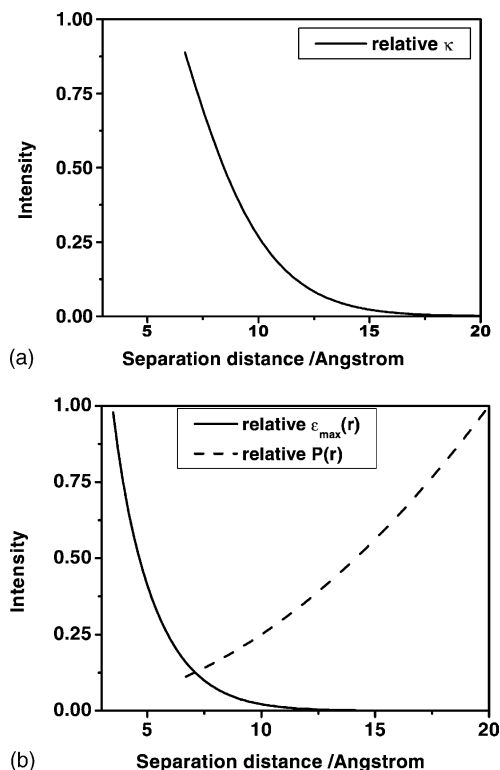 1.00
relative κ
0.75
Intensity
0.50
0.25
0.00
5 10 15 20
(a)
Separation distance /Angstrom
1.00
relative εmax(r)
relative P(r)
0.75
Intensity
0.50
0.25
0.00
5 10 15 20
(b)
Separation distance /Angstrom